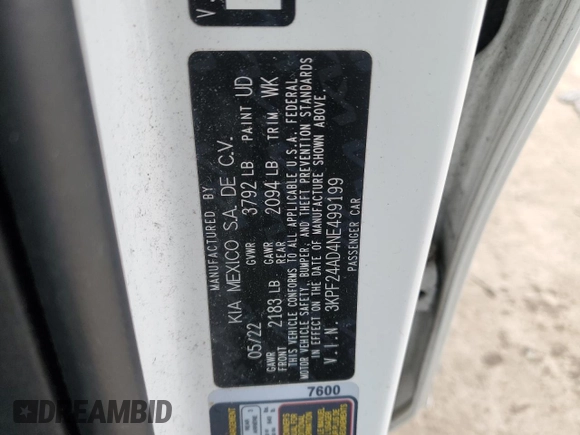 MANUFACTURED BY
KIA MEXICO S.A. DE C.V.
05/22 GVWR 3792 LB PAINT UD
GAWR FRONT 2183 LB GAWR REAR 2094 LB TRIM WK
THIS VEHICLE CONFORMS TO ALL APPLICABLE U.S.A. FEDERAL
MOTOR VEHICLE SAFETY, BUMPER, AND THEFT PREVENTION STANDARDS
IN EFFECT ON THE DATE OF MANUFACTURE SHOWN ABOVE.
V.I.N. 3KPF24AD4NE499199
PASSENGER CAR
7600
DREAMBID